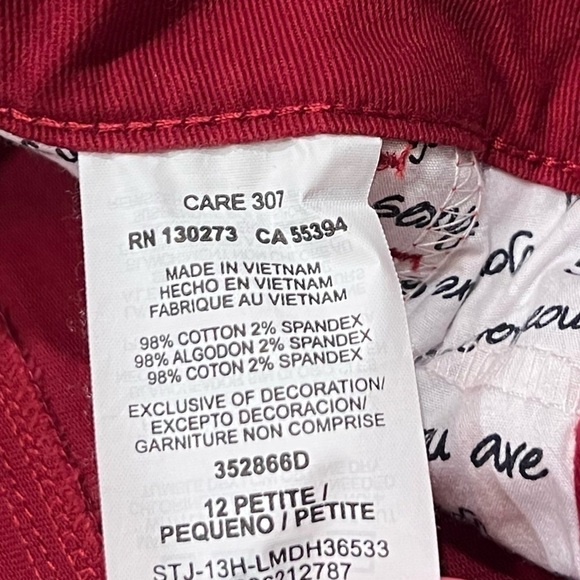 CARE 307
RN 130273 CA 55394
MADE IN VIETNAM
HECHO EN VIETNAM
FABRIQUE AU VIETNAM
98% COTTON 2% SPANDEX
98% ALGODON 2% SPANDEX
98% COTON 2% SPANDEX
EXCLUSIVE OF DECORATION/
EXCEPTO DECORACION/
GARNITURE NON COMPRISE
352866D
12 PETITE /
PEQUENO / PETITE
STJ-13H-LMDH36533
are